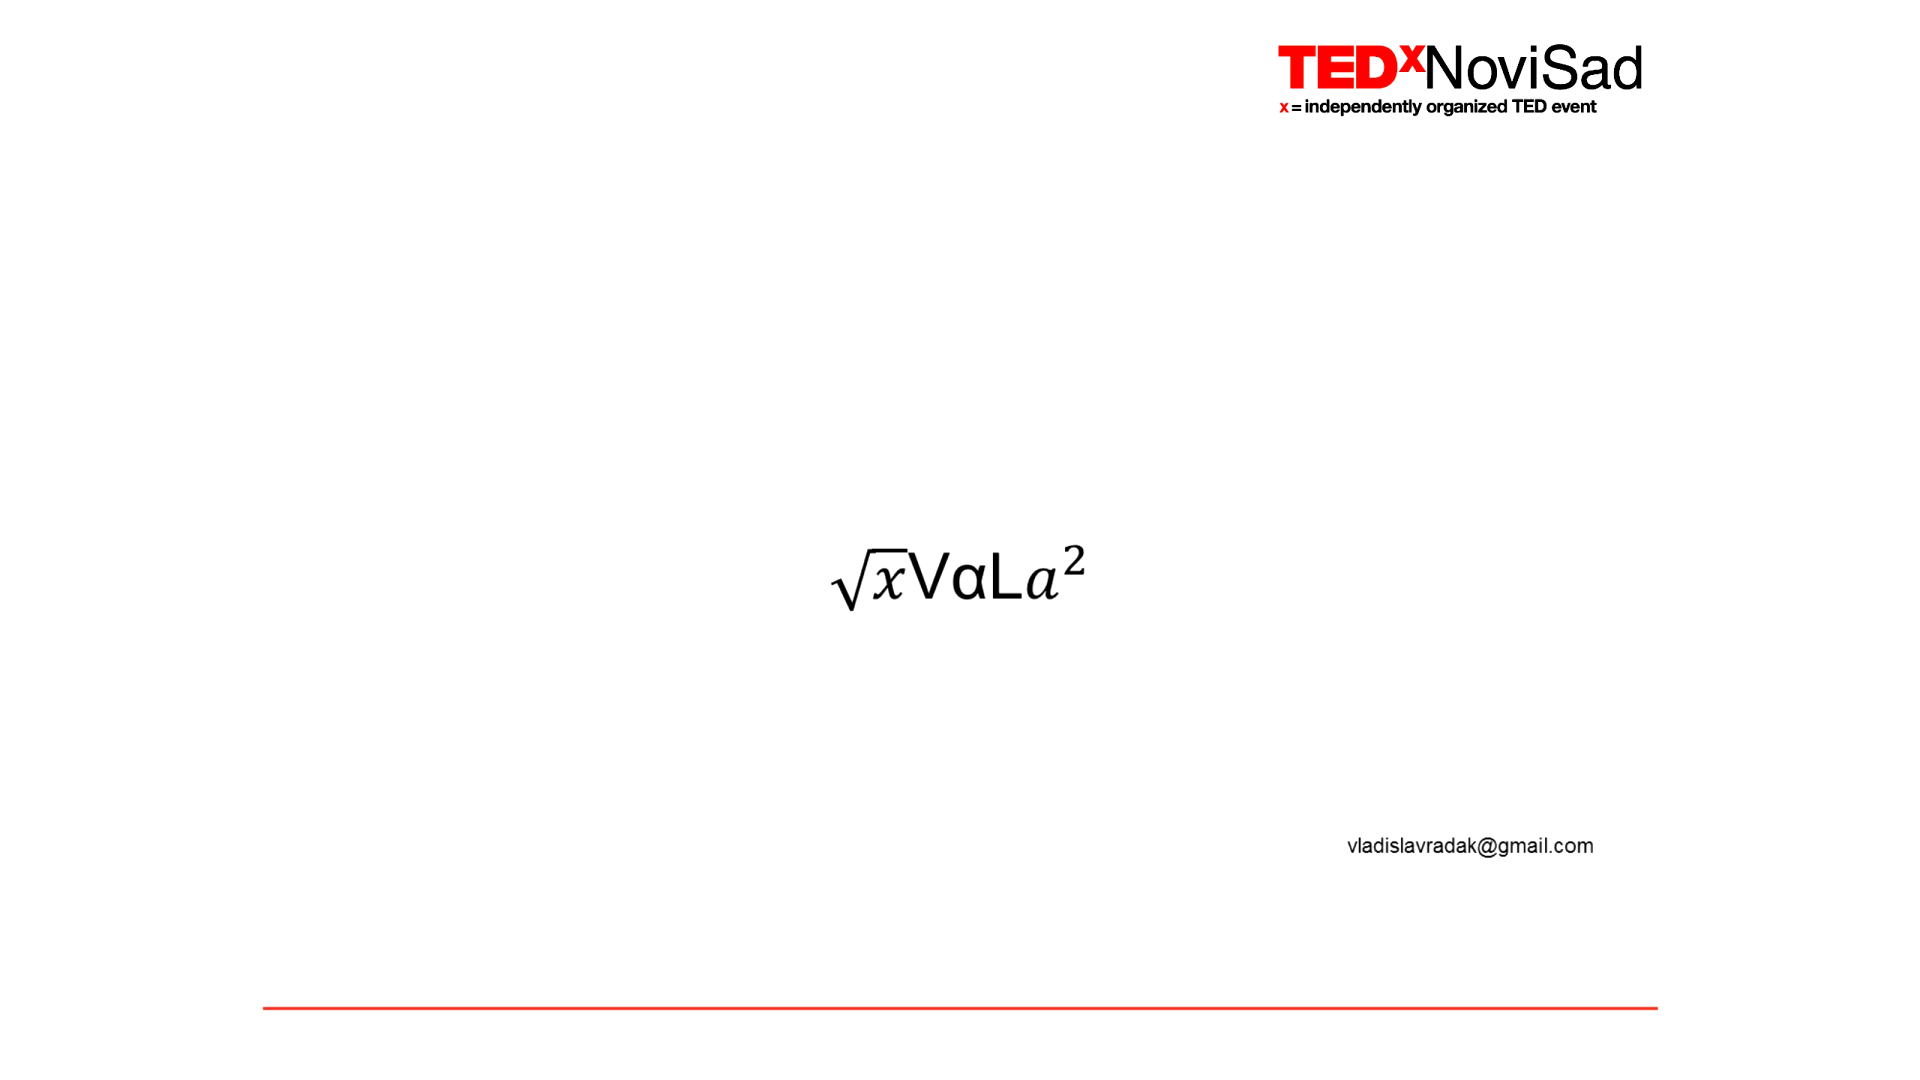 TEDxNoviSad
x = independently organized TED event
√xVαLa²
vladislavradak@gmail.com